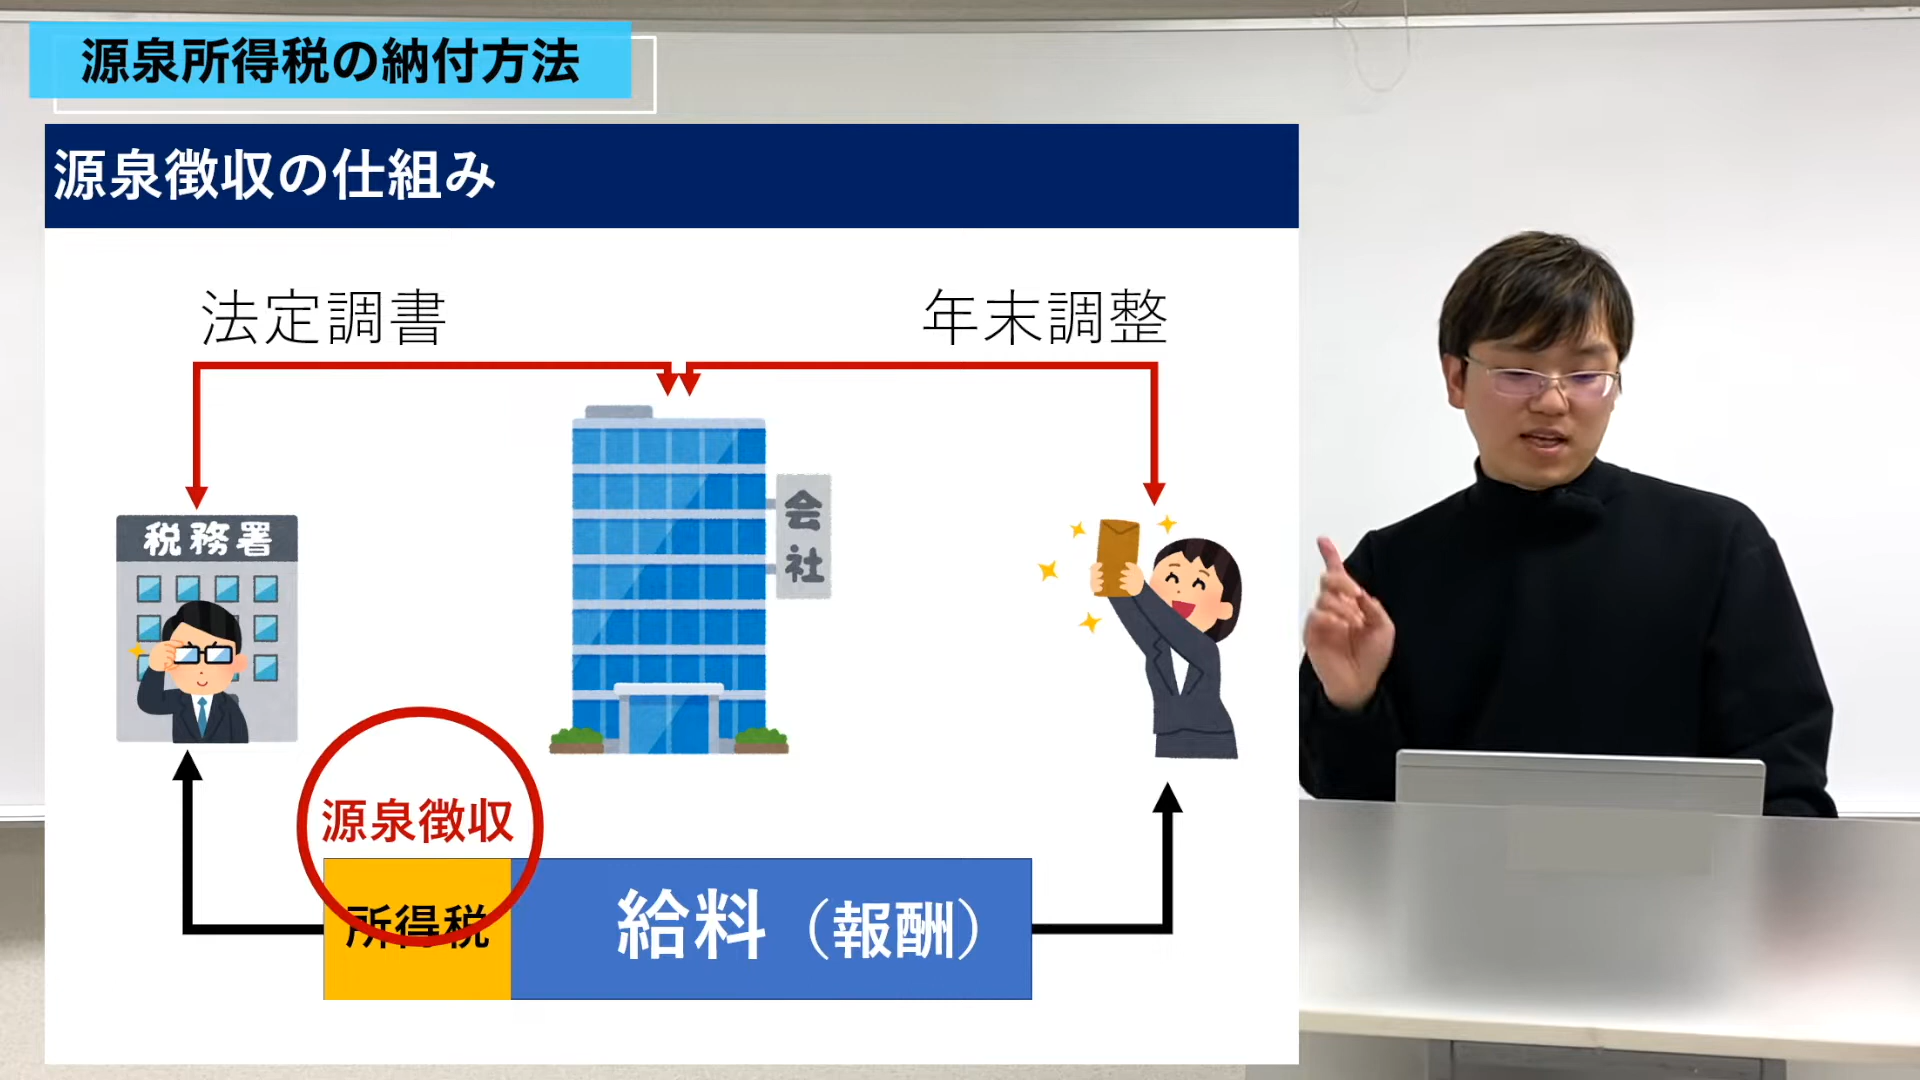 源泉所得税の納付方法
源泉徴収の仕組み
法定調書
年末調整
会社
税務署
源泉徴収
所得税
給料（報酬）